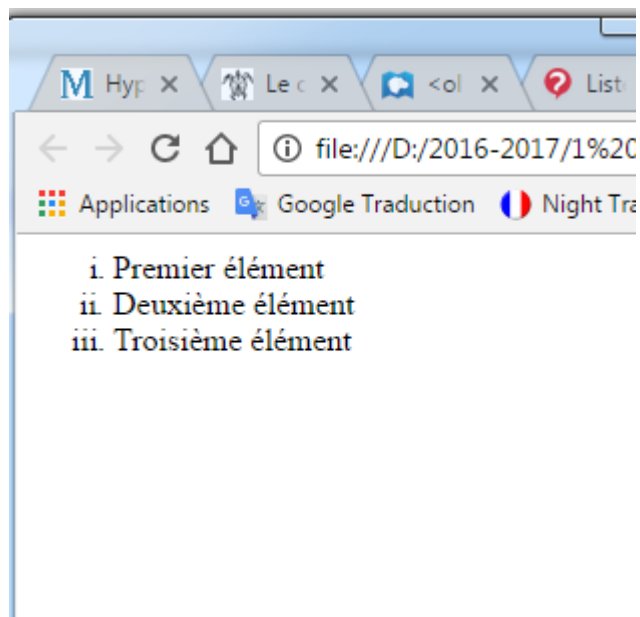 M Hyp
Le c
<ol
? List
file:///D:/2016-2017/1%20
Applications Google Traduction Night Tra
i. Premier élément
ii. Deuxième élément
iii. Troisième élément